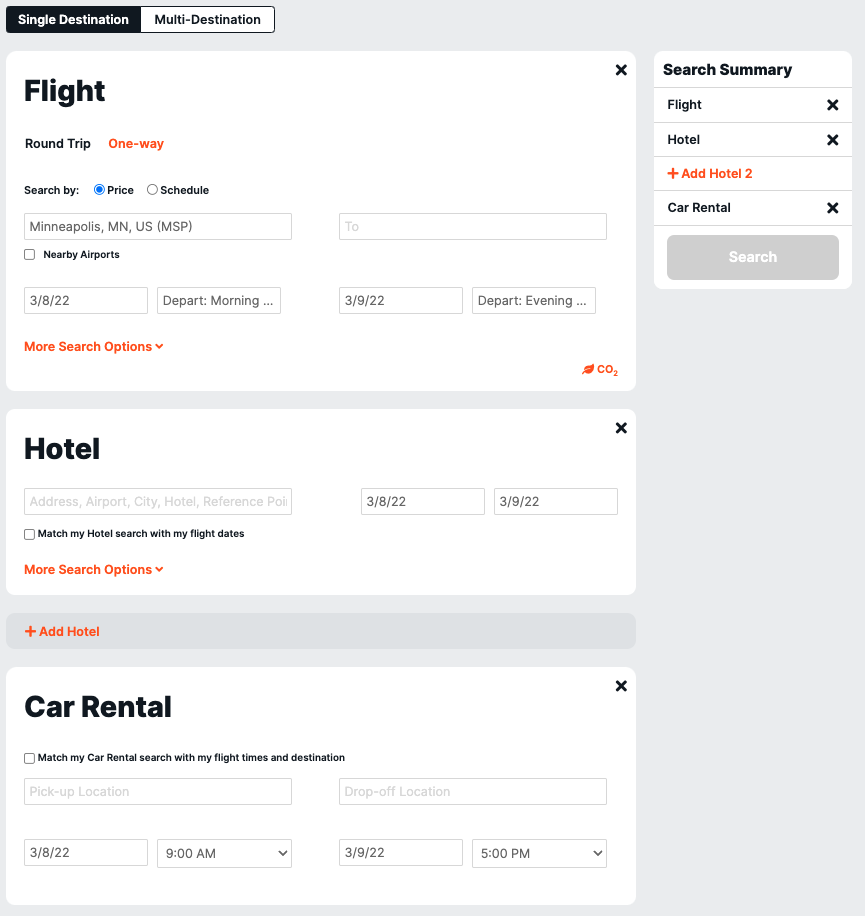 Single Destination Multi-Destination
Flight
Round Trip One-way
Search by: Price Schedule
Minneapolis, MN, US (MSP) To
Nearby Airports
3/8/22 Depart: Morning ... 3/9/22 Depart: Evening ...
More Search Options
CO2
Hotel
Address, Airport, City, Hotel, Reference Poi 3/8/22 3/9/22
Match my Hotel search with my flight dates
More Search Options
+ Add Hotel
Car Rental
Match my Car Rental search with my flight times and destination
Pick-up Location Drop-off Location
3/8/22 9:00 AM 3/9/22 5:00 PM
Search Summary
Flight
Hotel
+ Add Hotel 2
Car Rental
Search